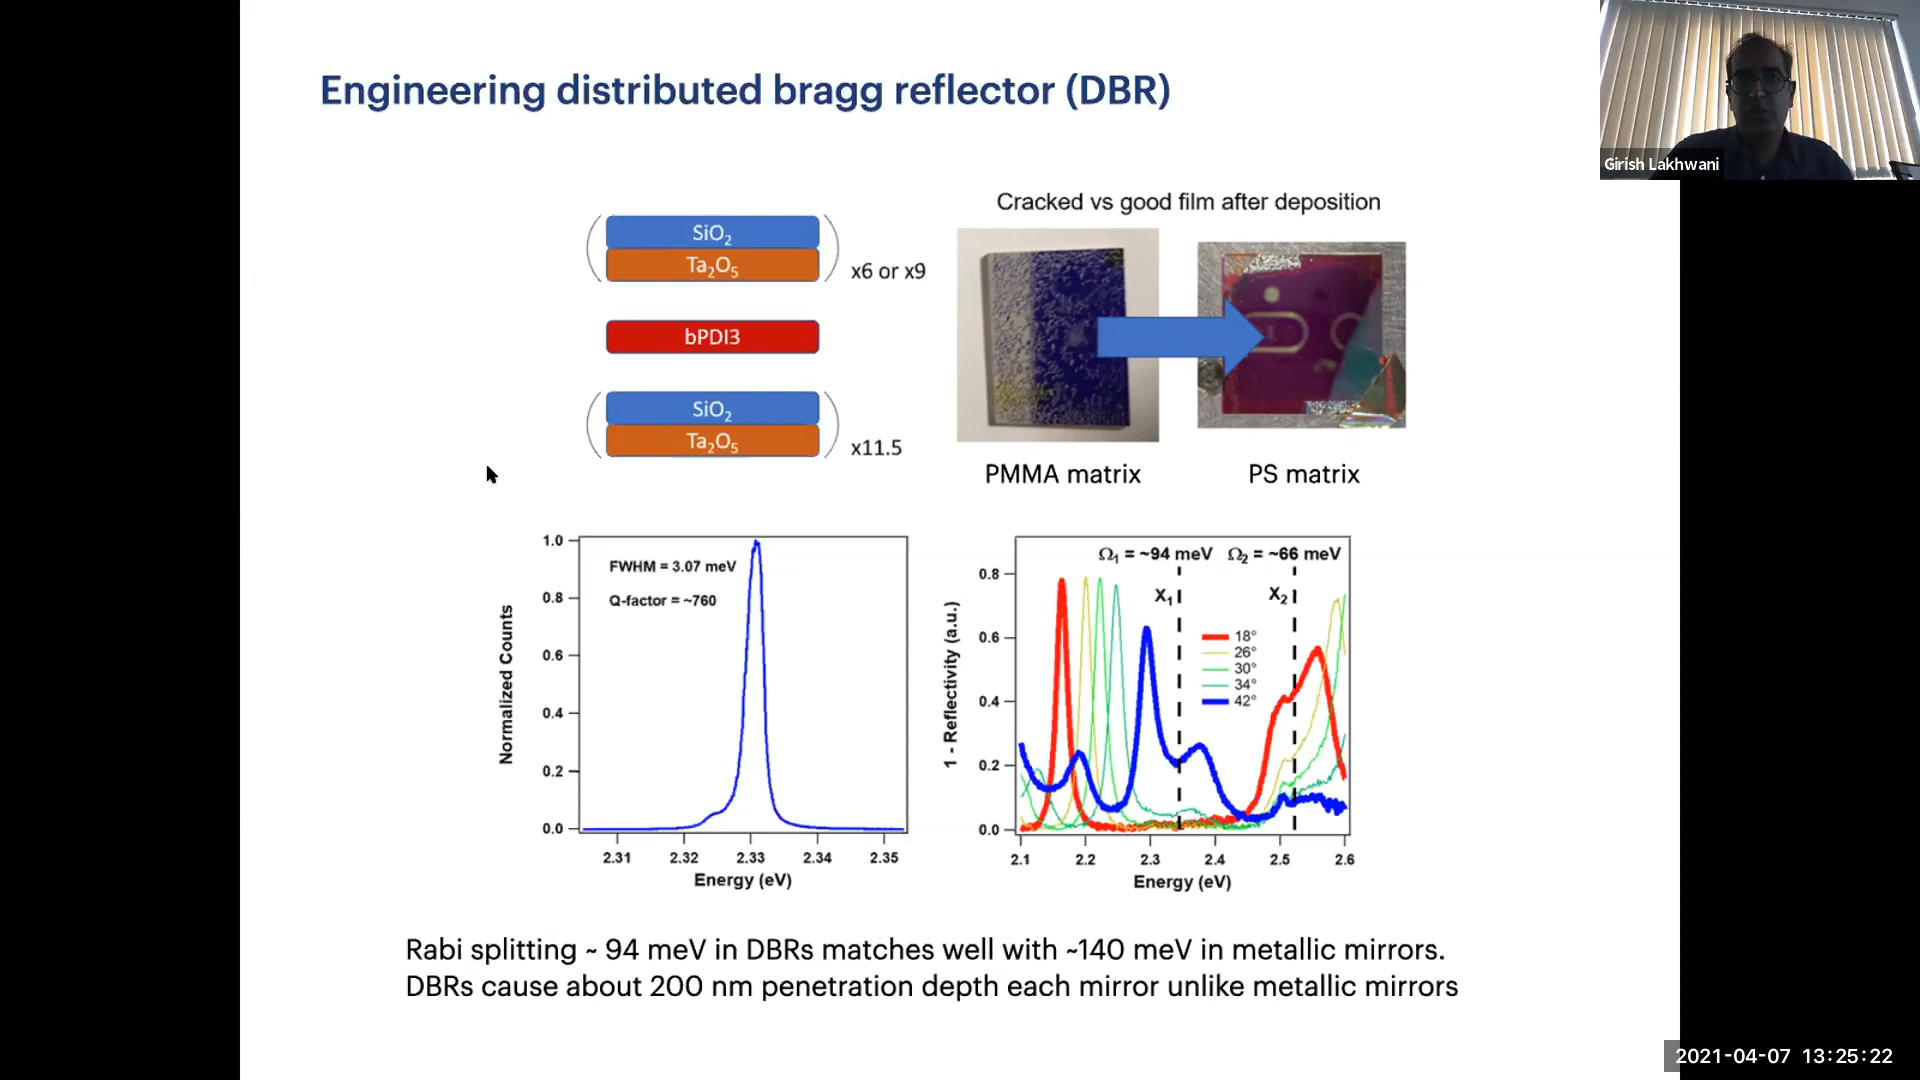 Engineering distributed bragg reflector (DBR)
Girish Lakhwani
SiO2
Ta2O5
x6 or x9
bPDI3
SiO2
Ta2O5
x11.5
Cracked vs good film after deposition
PMMA matrix
PS matrix
FWHM = 3.07 meV
Q-factor = ~760
Normalized Counts
1.0
0.8
0.6
0.4
0.2
0.0
2.31 2.32 2.33 2.34 2.35
Energy (eV)
Ω1 = ~94 meV Ω2 = ~66 meV
X1 X2
18°
26°
30°
34°
42°
1 - Reflectivity (a.u.)
0.8
0.6
0.4
0.2
0.0
2.1 2.2 2.3 2.4 2.5 2.6
Energy (eV)
Rabi splitting ~ 94 meV in DBRs matches well with ~140 meV in metallic mirrors.
DBRs cause about 200 nm penetration depth each mirror unlike metallic mirrors
2021-04-07 13:25:22